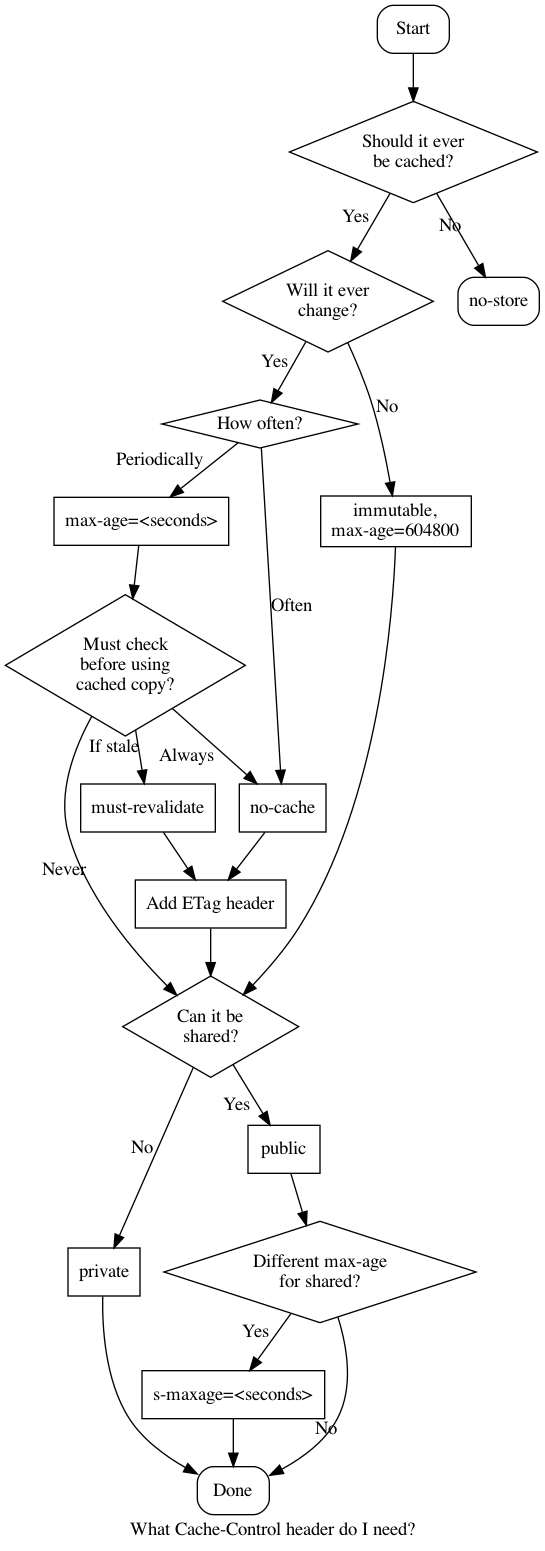 Start
Should it ever
be cached?
Yes
No
Will it ever
change?
no-store
Yes
No
How often?
Periodically
max-age=<seconds>
immutable,
max-age=604800
Often
Must check
before using
cached copy?
If stale
Always
must-revalidate
no-cache
Never
Add ETag header
Can it be
shared?
No
Yes
public
private
Different max-age
for shared?
Yes
s-maxage=<seconds>
No
Done
What Cache-Control header do I need?